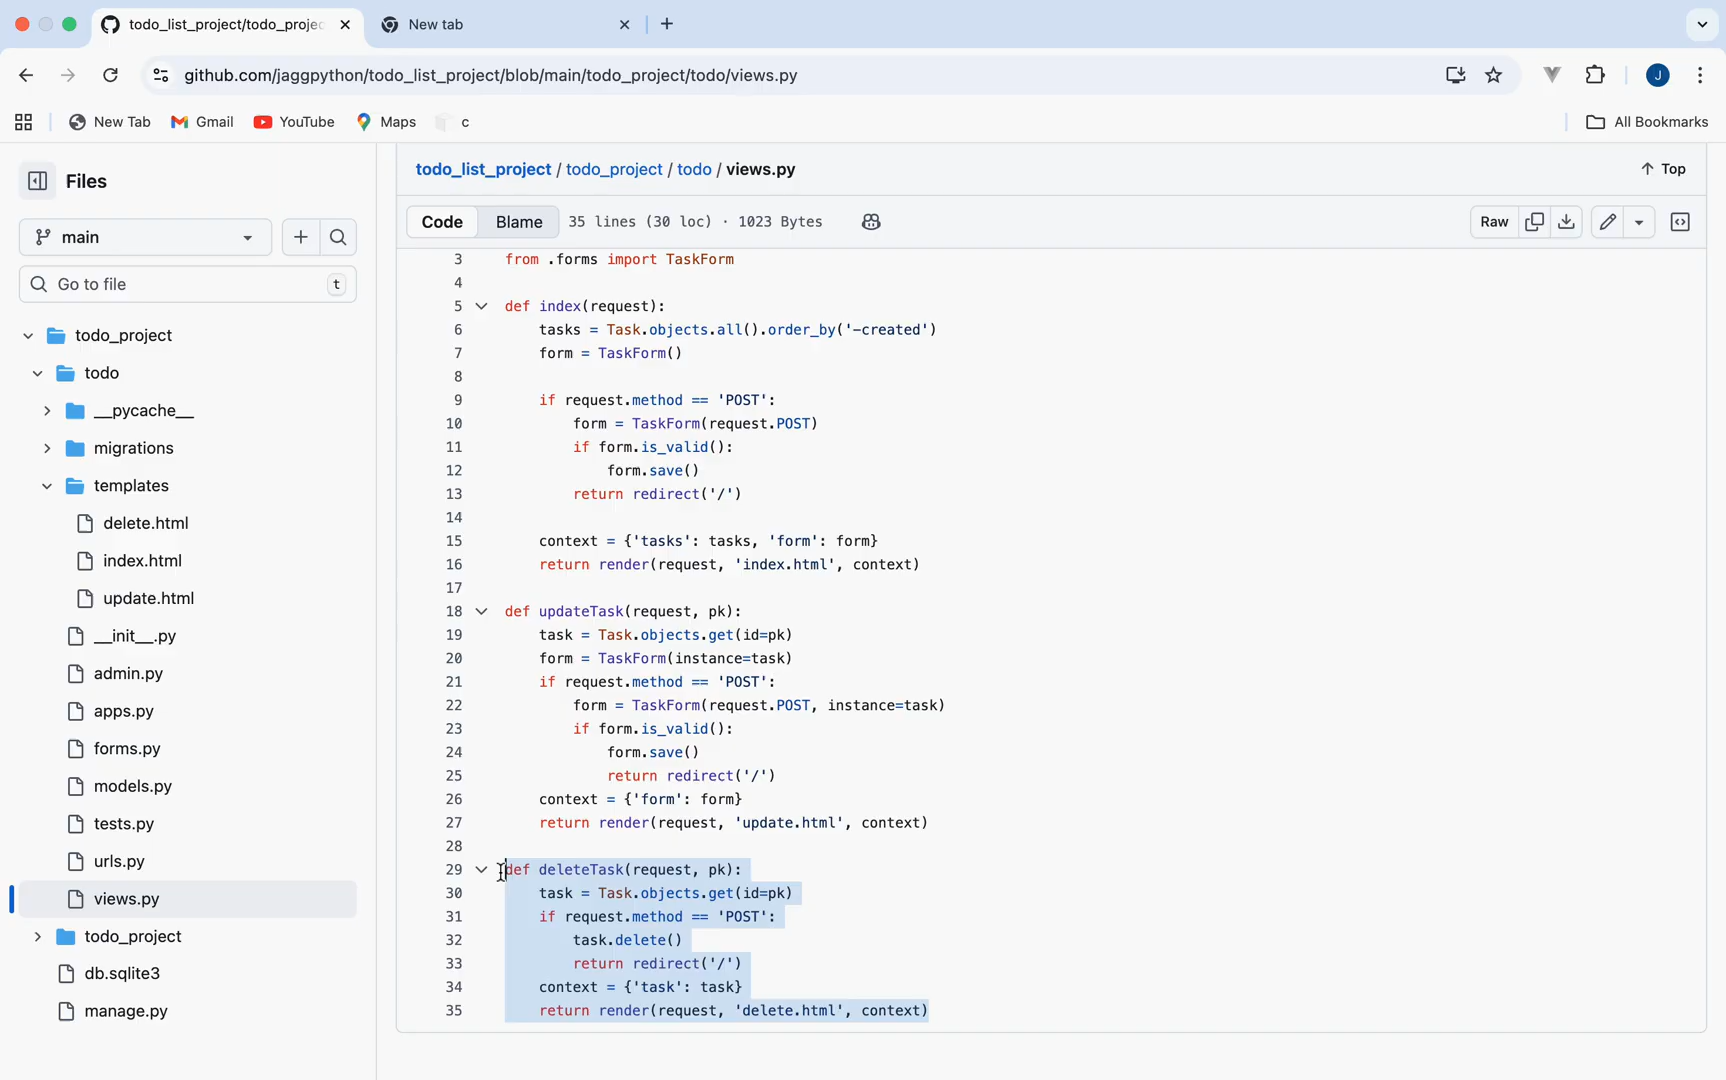 todo_list_project/todo_projec
New tab
github.com/jaggpython/todo_list_project/blob/main/todo_project/todo/views.py
J
New Tab
Gmail
YouTube
Maps
c
All Bookmarks
Files
main
Go to file
t
todo_project
todo
__pycache__
migrations
templates
delete.html
index.html
update.html
__init__.py
admin.py
apps.py
forms.py
models.py
tests.py
urls.py
views.py
todo_project
db.sqlite3
manage.py
todo_list_project / todo_project / todo / views.py
Top
Code
Blame
35 lines (30 loc) · 1023 Bytes
Raw
3 from .forms import TaskForm
4
5 def index(request):
6     tasks = Task.objects.all().order_by('-created')
7     form = TaskForm()
8
9     if request.method == 'POST':
10         form = TaskForm(request.POST)
11         if form.is_valid():
12             form.save()
13         return redirect('/')
14
15     context = {'tasks': tasks, 'form': form}
16     return render(request, 'index.html', context)
17
18 def updateTask(request, pk):
19     task = Task.objects.get(id=pk)
20     form = TaskForm(instance=task)
21     if request.method == 'POST':
22         form = TaskForm(request.POST, instance=task)
23         if form.is_valid():
24             form.save()
25             return redirect('/')
26     context = {'form': form}
27     return render(request, 'update.html', context)
28
29 def deleteTask(request, pk):
30     task = Task.objects.get(id=pk)
31     if request.method == 'POST':
32         task.delete()
33         return redirect('/')
34     context = {'task': task}
35     return render(request, 'delete.html', context)